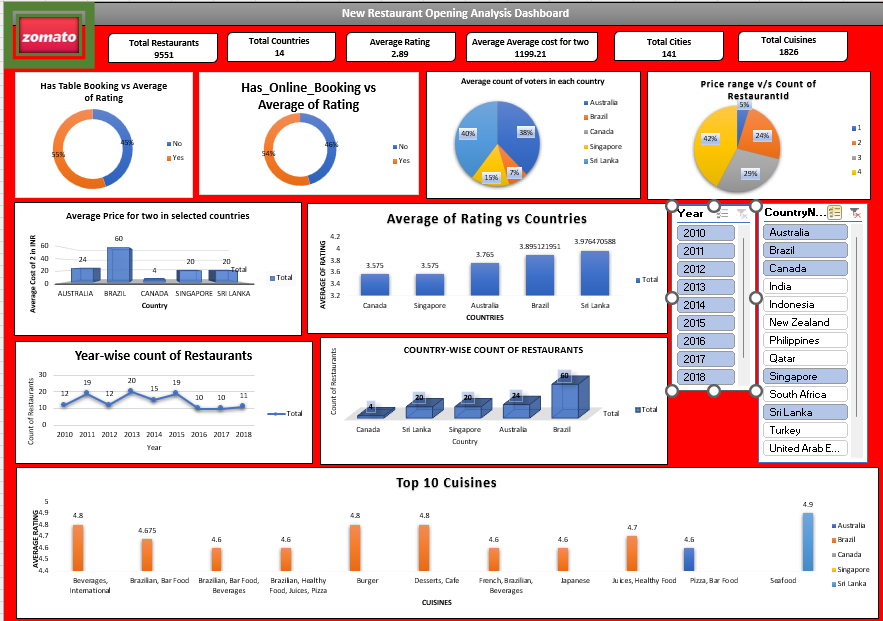 New Restaurant Opening Analysis Dashboard
zomato
Total Restaurants
9551
Total Countries
14
Average Rating
2.89
Average Average cost for two
1199.21
Total Cities
141
Total Cuisines
1826
Has Table Booking vs Average
of Rating
45%
55%
No
Yes
Has_Online_Booking vs
Average of Rating
46%
54%
No
Yes
Average count of voters in each country
40%
38%
15%
7%
Australia
Brazil
Canada
Singapore
Sri Lanka
Price range v/s Count of
RestaurantId
5%
24%
42%
29%
1
2
3
4
Average Price for two in selected countries
Average Cost of 2 in INR
60
40
20
0
24
60
4
20
20
Total
AUSTRALIA BRAZIL CANADA SINGAPORE SRI LANKA
Country
Total
Average of Rating vs Countries
AVERAGE OF RATING
4.2
4
3.8
3.6
3.4
3.2
3.575
3.575
3.765
3.895121951
3.976470588
Canada Singapore Australia Brazil Sri Lanka
COUNTRIES
Total
Year
2010
2011
2012
2013
2014
2015
2016
2017
2018
CountryN...
Australia
Brazil
Canada
India
Indonesia
New Zealand
Philippines
Qatar
Singapore
South Africa
Sri Lanka
Turkey
United Arab E...
Year-wise count of Restaurants
Count of Restaurants
30
20
10
0
12 19 12 20 15 19 10 10 11
2010 2011 2012 2013 2014 2015 2016 2017 2018
Year
Total
COUNTRY-WISE COUNT OF RESTAURANTS
Count of Restaurants
4
20
20
24
60
Canada Sri Lanka Singapore Australia Brazil
Total
Country
Total
Top 10 Cuisines
AVERAGE RATING
5
4.9
4.8
4.7
4.6
4.5
4.4
4.8 4.675 4.6 4.6 4.8 4.8 4.6 4.6 4.7 4.6 4.9
Beverages,
International
Brazilian, Bar Food
Brazilian, Bar Food,
Beverages
Brazilian, Healthy
Food, Juices, Pizza
Burger
Desserts, Cafe
French, Brazilian,
Beverages
Japanese
Juices, Healthy Food
Pizza, Bar Food
Seafood
CUISINES
Australia
Brazil
Canada
Singapore
Sri Lanka